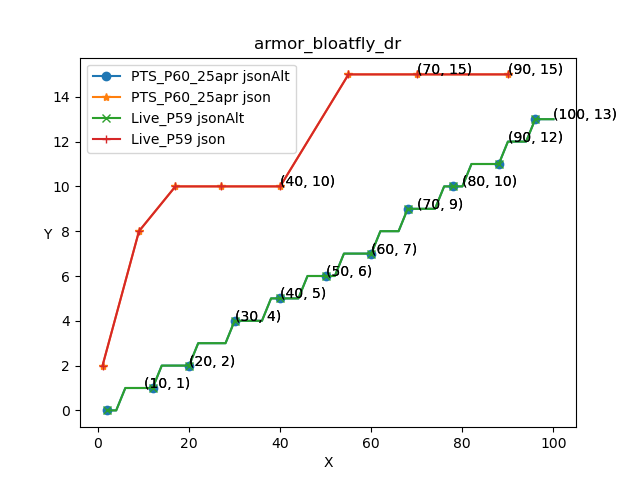 armor_bloatfly_dr
PTS_P60_25apr jsonAlt
PTS_P60_25apr json
Live_P59 jsonAlt
Live_P59 json
(70, 15)
(90, 15)
(100, 13)
(90, 12)
(40, 10)
(80, 10)
(70, 9)
(60, 7)
(50, 6)
(40, 5)
(30, 4)
(20, 2)
(10, 1)
Y
14
12
10
8
6
4
2
0
0 20 40 60 80 100
X